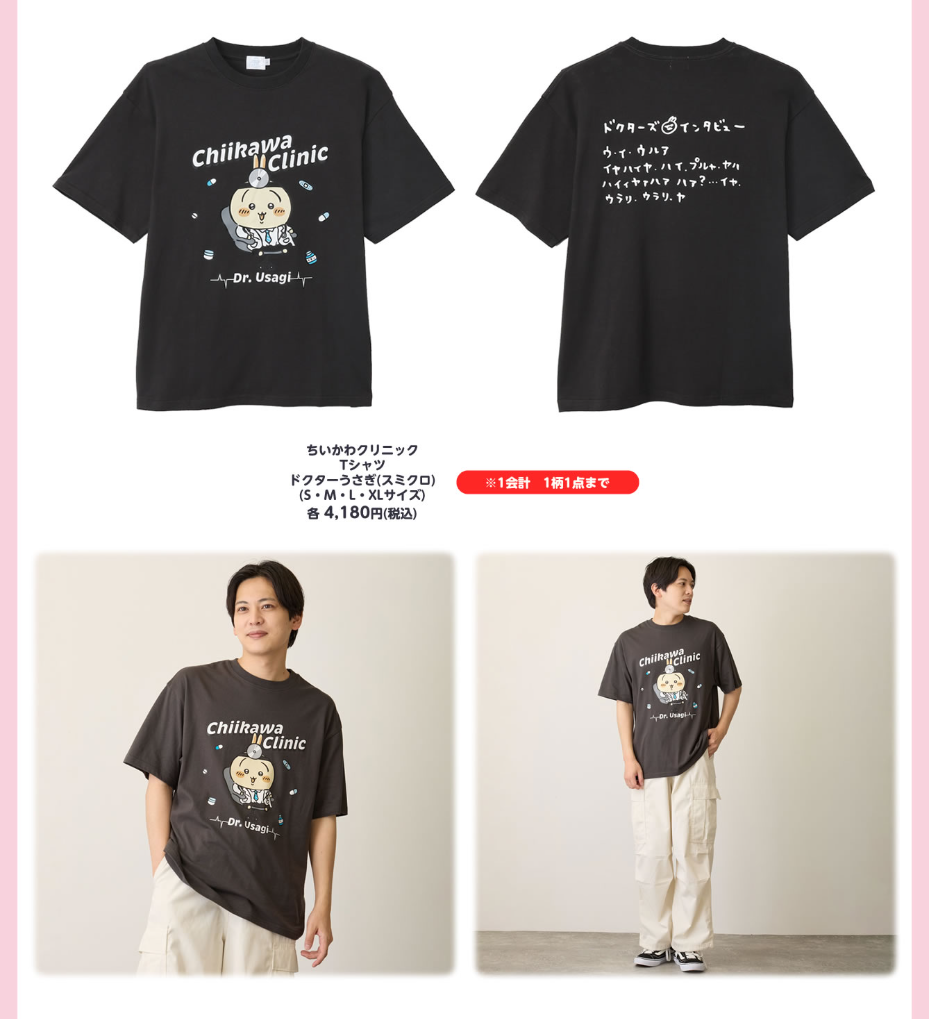 Chiikawa
Clinic
Dr. Usagi
ドクターズ インタビュー
ウ・イ・ウルア
イヤハイヤ・ハイ、プルャ・ヤハ
ハイィヤァハァ ハァ?…イヤ、
ウラリ・ウラリ、ヤ
ちいかわクリニック
Tシャツ
ドクターうさぎ(スミクロ)
(S・M・L・XLサイズ)
各 4,180円(税込)
※1会計 1柄1点まで
Chiikawa
Clinic
Dr. Usagi
Chiikawa
Clinic
Dr. Usagi